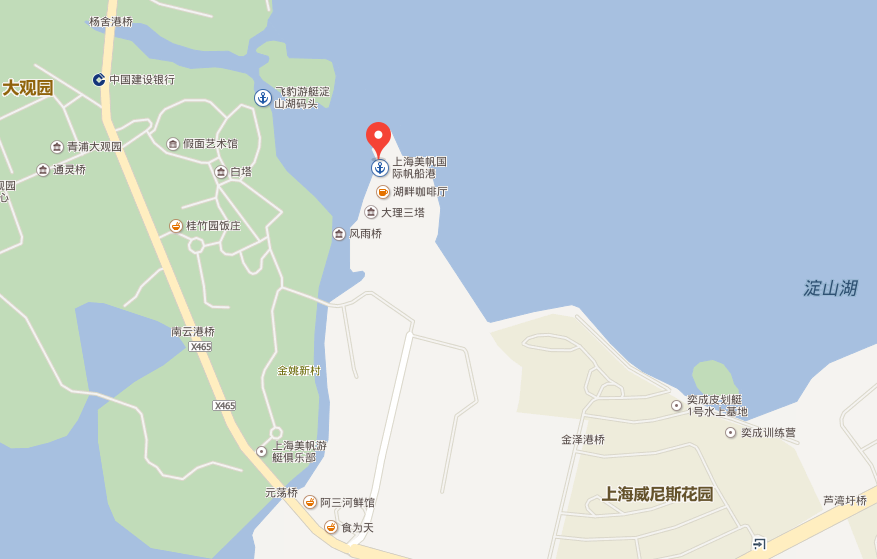 杨舍港桥
中国建设银行
大观园
飞豹游艇淀
山湖码头
青浦大观园
假面艺术馆
通灵桥
白塔
观园
心
上海美帆国
际帆船港
湖畔咖啡厅
大理三塔
桂竹园饭庄
风雨桥
淀山湖
南云港桥
X465
金姚新村
X465
奕成皮划艇
1号水上基地
奕成训练营
金泽港桥
上海美帆游
艇俱乐部
元荡桥
阿三河鲜馆
食为天
上海威尼斯花园
芦湾圩桥